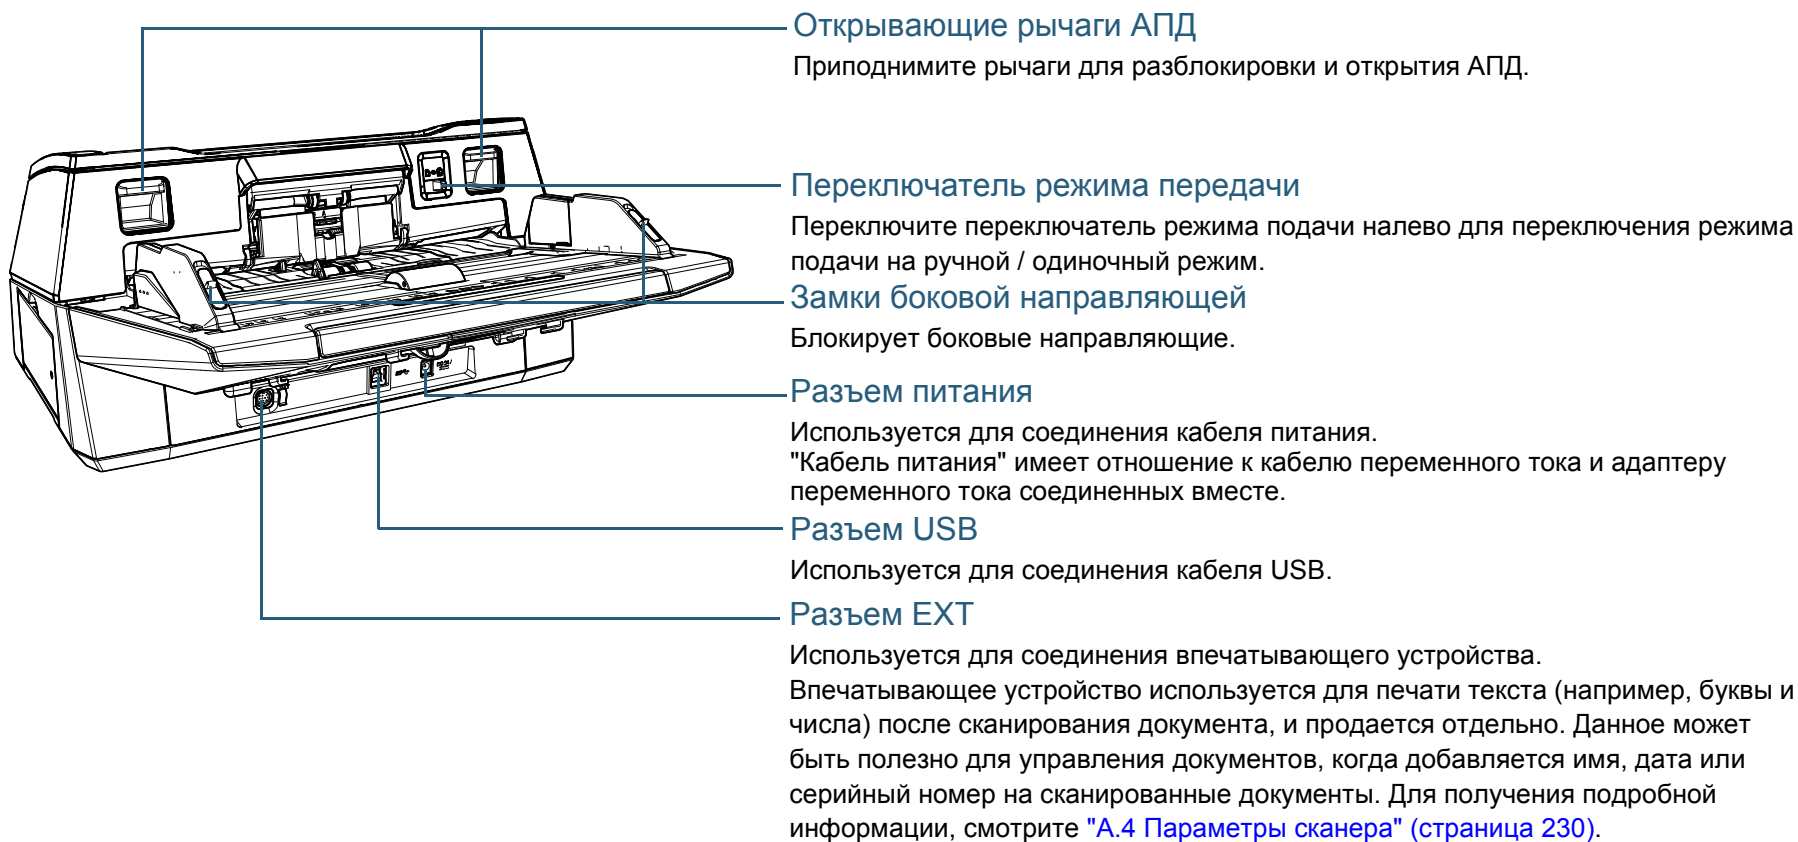 Открывающие рычаги АПД
Приподнимите рычаги для разблокировки и открытия АПД.
Переключатель режима передачи
Переключите переключатель режима подачи налево для переключения режима
подачи на ручной / одиночный режим.
Замки боковой направляющей
Блокирует боковые направляющие.
Разъем питания
Используется для соединения кабеля питания.
"Кабель питания" имеет отношение к кабелю переменного тока и адаптеру
переменного тока соединенных вместе.
Разъем USB
Используется для соединения кабеля USB.
Разъем EXT
Используется для соединения впечатывающего устройства.
Впечатывающее устройство используется для печати текста (например, буквы и
числа) после сканирования документа, и продается отдельно. Данное может
быть полезно для управления документов, когда добавляется имя, дата или
серийный номер на сканированные документы. Для получения подробной
информации, смотрите "A.4 Параметры сканера" (страница 230).